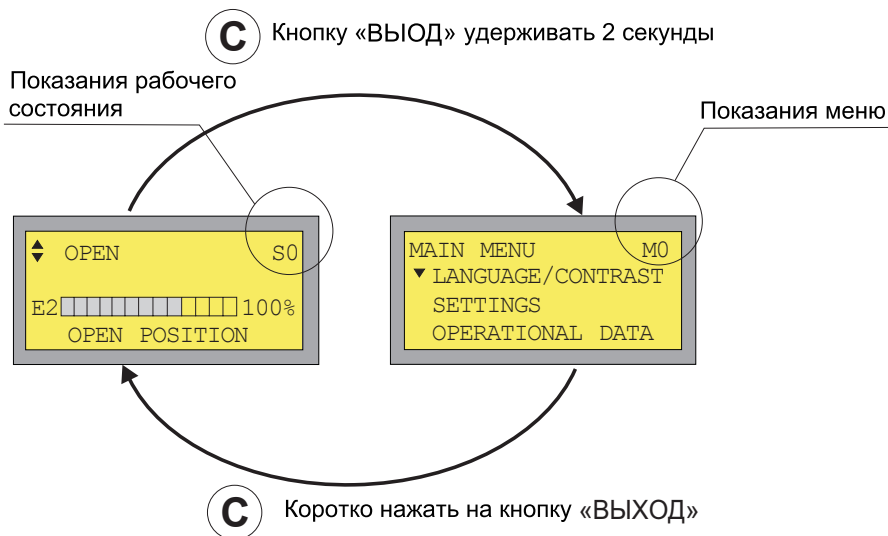 C Кнопку «ВЫОД» удерживать 2 секунды
Показания рабочего
состояния
Показания меню
OPEN S0
E2 100%
OPEN POSITION
MAIN MENU M0
LANGUAGE/CONTRAST
SETTINGS
OPERATIONAL DATA
C Коротко нажать на кнопку «ВЫХОД»